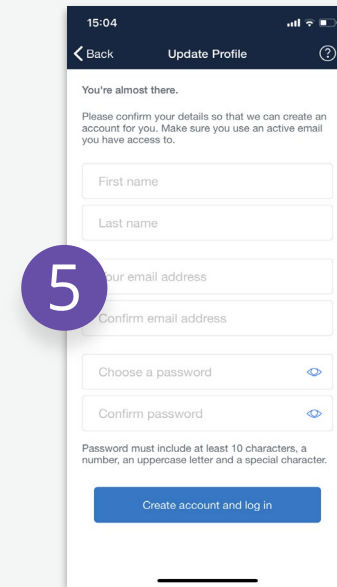 15:04
Back Update Profile ?
You're almost there.
Please confirm your details so that we can create an
account for you. Make sure you use an active email
you have access to.
First name
Last name
5
our email address
Confirm email address
Choose a password
Confirm password
Password must include at least 10 characters, a
number, an uppercase letter and a special character.
Create account and log in